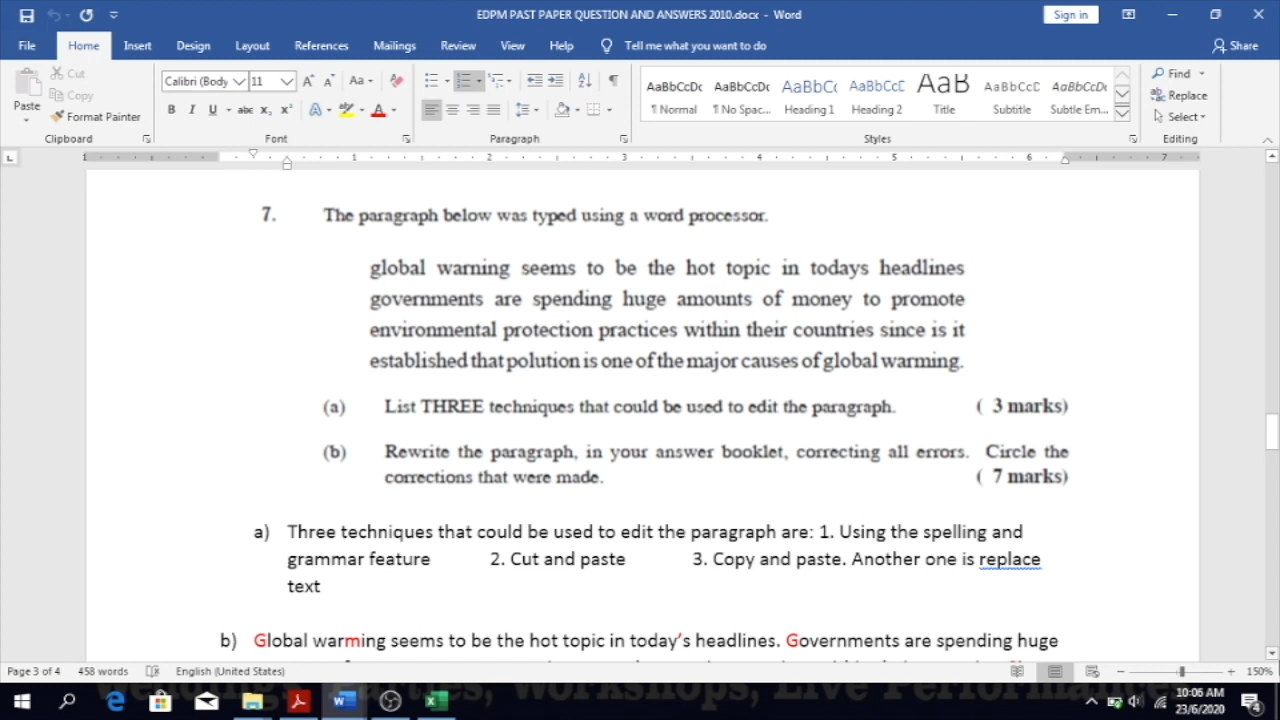 EDPM PAST PAPER QUESTION AND ANSWERS 2010.docx - Word
Sign in
File Home Insert Design Layout References Mailings Review View Help Tell me what you want to do Share
Paste
Cut
Copy
Format Painter
Calibri (Body 11
AaBbCcDc AaBbCcDc AaBbCc AaBbCcC AaB AaBbCcC AaBbCcDc
¶ Normal ¶ No Spac... Heading 1 Heading 2 Title Subtitle Subtle Em...
Find
Replace
Select
Clipboard Font Paragraph Styles Editing
1 1 2 3 4 5 6 7
7. The paragraph below was typed using a word processor.
global warning seems to be the hot topic in todays headlines
governments are spending huge amounts of money to promote
environmental protection practices within their countries since is it
established that polution is one of the major causes of global warming.
(a) List THREE techniques that could be used to edit the paragraph. ( 3 marks)
(b) Rewrite the paragraph, in your answer booklet, correcting all errors. Circle the
corrections that were made. ( 7 marks)
a) Three techniques that could be used to edit the paragraph are: 1. Using the spelling and
grammar feature 2. Cut and paste 3. Copy and paste. Another one is replace
text
b) Global warming seems to be the hot topic in today's headlines. Governments are spending huge
Page 3 of 4 458 words English (United States) 150%
10:06 AM
23/6/2020